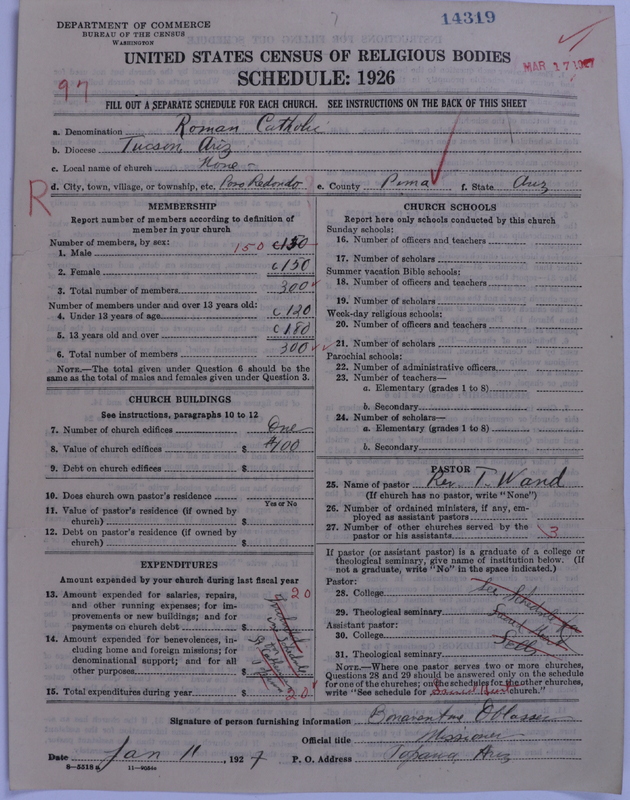 DEPARTMENT OF COMMERCE
BUREAU OF THE CENSUS
WASHINGTON
14319
UNITED STATES CENSUS OF RELIGIOUS BODIES
SCHEDULE: 1926
MAR 17 1927
97
FILL OUT A SEPARATE SCHEDULE FOR EACH CHURCH. SEE INSTRUCTIONS ON THE BACK OF THIS SHEET
a. Denomination Roman Catholic
b. Diocese Tucson, Ariz
c. Local name of church None
R
d. City, town, village, or township, etc. Poso Redondo e. County Pima f. State Ariz
MEMBERSHIP
Report number of members according to definition of
member in your church
Number of members, by sex:
1. Male 150 c150
2. Female c150
3. Total number of members 300
Number of members under and over 13 years old:
4. Under 13 years of age c120
5. 13 years old and over c180
6. Total number of members 300
NOTE.—The total given under Question 6 should be the
same as the total of males and females given under Question 3.
CHURCH BUILDINGS
See instructions, paragraphs 10 to 12
7. Number of church edifices One
8. Value of church edifices $ $400
9. Debt on church edifices $
10. Does church own pastor's residence
Yes or No
11. Value of pastor's residence (if owned by
church) $
12. Debt on pastor's residence (if owned by
church) $
EXPENDITURES
Amount expended by your church during last fiscal year
13. Amount expended for salaries, repairs, 20
and other running expenses; for im-
provements or new buildings; and for
payments on church debt $
14. Amount expended for benevolences, in-
cluding home and foreign missions; for
denominational support; and for all
other purposes $
15. Total expenditures during year $ 20
CHURCH SCHOOLS
Report here only schools conducted by this church
Sunday schools:
16. Number of officers and teachers
17. Number of scholars
Summer vacation Bible schools:
18. Number of officers and teachers
19. Number of scholars
Week-day religious schools:
20. Number of officers and teachers
21. Number of scholars
Parochial schools:
22. Number of administrative officers
23. Number of teachers—
a. Elementary (grades 1 to 8)
b. Secondary
24. Number of scholars—
a. Elementary (grades 1 to 8)
b. Secondary
PASTOR
25. Name of pastor Rev. T. Wand
(If church has no pastor, write "None")
26. Number of ordained ministers, if any, em-
ployed as assistant pastors
27. Number of other churches served by the
pastor or his assistants 3
If pastor (or assistant pastor) is a graduate of a college or
theological seminary, give name of institution below. (If
not a graduate, write "No" in the space indicated.)
Pastor:
28. College See Schedule
29. Theological seminary
Assistant pastor:
30. College
31. Theological seminary
NOTE.—Where one pastor serves two or more churches,
Questions 28 and 29 should be answered only on the schedule
for one of the churches; on the schedules for the other churches,
write "See schedule for church."
Signature of person furnishing information Bonaventure Oblasser
Official title Missioner
Date Jan 11, 1927 P. O. Address Topawa, Ariz
8—5518a 11—9084